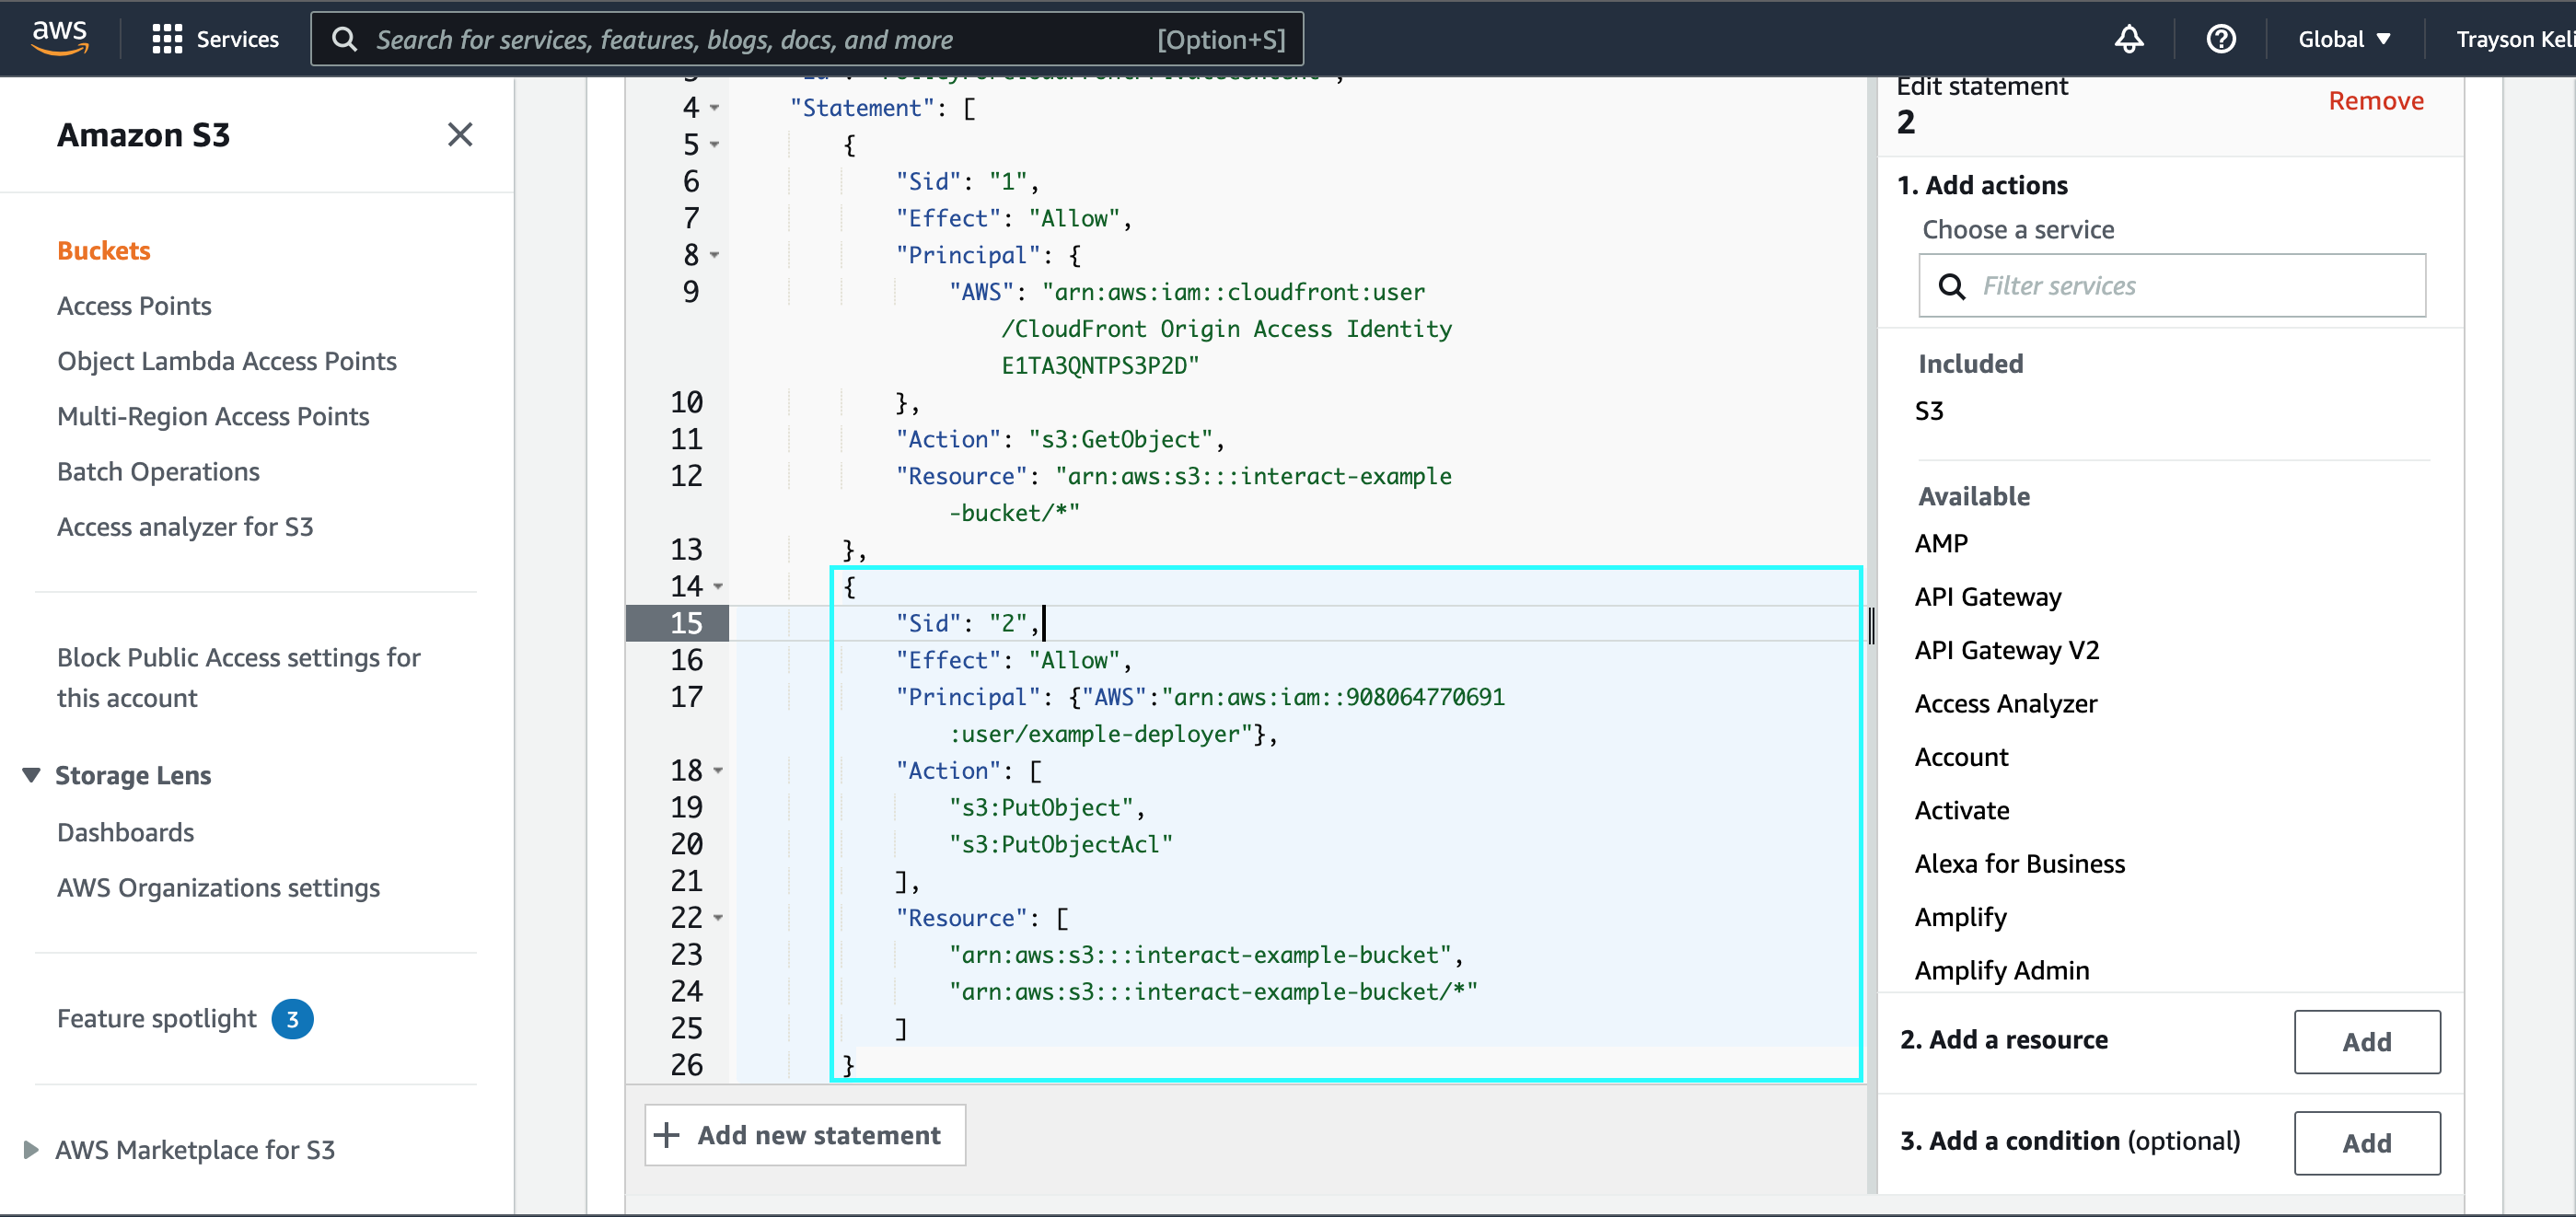 aws
Services
Search for services, features, blogs, docs, and more [Option+S]
Global
Trayson Keli
Amazon S3
Buckets
Access Points
Object Lambda Access Points
Multi-Region Access Points
Batch Operations
Access analyzer for S3
Block Public Access settings for
this account
Storage Lens
Dashboards
AWS Organizations settings
Feature spotlight 3
AWS Marketplace for S3
4 "Statement": [
5 {
6 "Sid": "1",
7 "Effect": "Allow",
8 "Principal": {
9 "AWS": "arn:aws:iam::cloudfront:user
/CloudFront Origin Access Identity
E1TA3QNTPS3P2D"
10 },
11 "Action": "s3:GetObject",
12 "Resource": "arn:aws:s3:::interact-example
-bucket/*"
13 },
14 {
15 "Sid": "2",
16 "Effect": "Allow",
17 "Principal": {"AWS":"arn:aws:iam::908064770691
:user/example-deployer"},
18 "Action": [
19 "s3:PutObject",
20 "s3:PutObjectAcl"
21 ],
22 "Resource": [
23 "arn:aws:s3:::interact-example-bucket",
24 "arn:aws:s3:::interact-example-bucket/*"
25 ]
26 }
+ Add new statement
Edit statement
2
Remove
1. Add actions
Choose a service
Filter services
Included
S3
Available
AMP
API Gateway
API Gateway V2
Access Analyzer
Account
Activate
Alexa for Business
Amplify
Amplify Admin
2. Add a resource
Add
3. Add a condition (optional)
Add